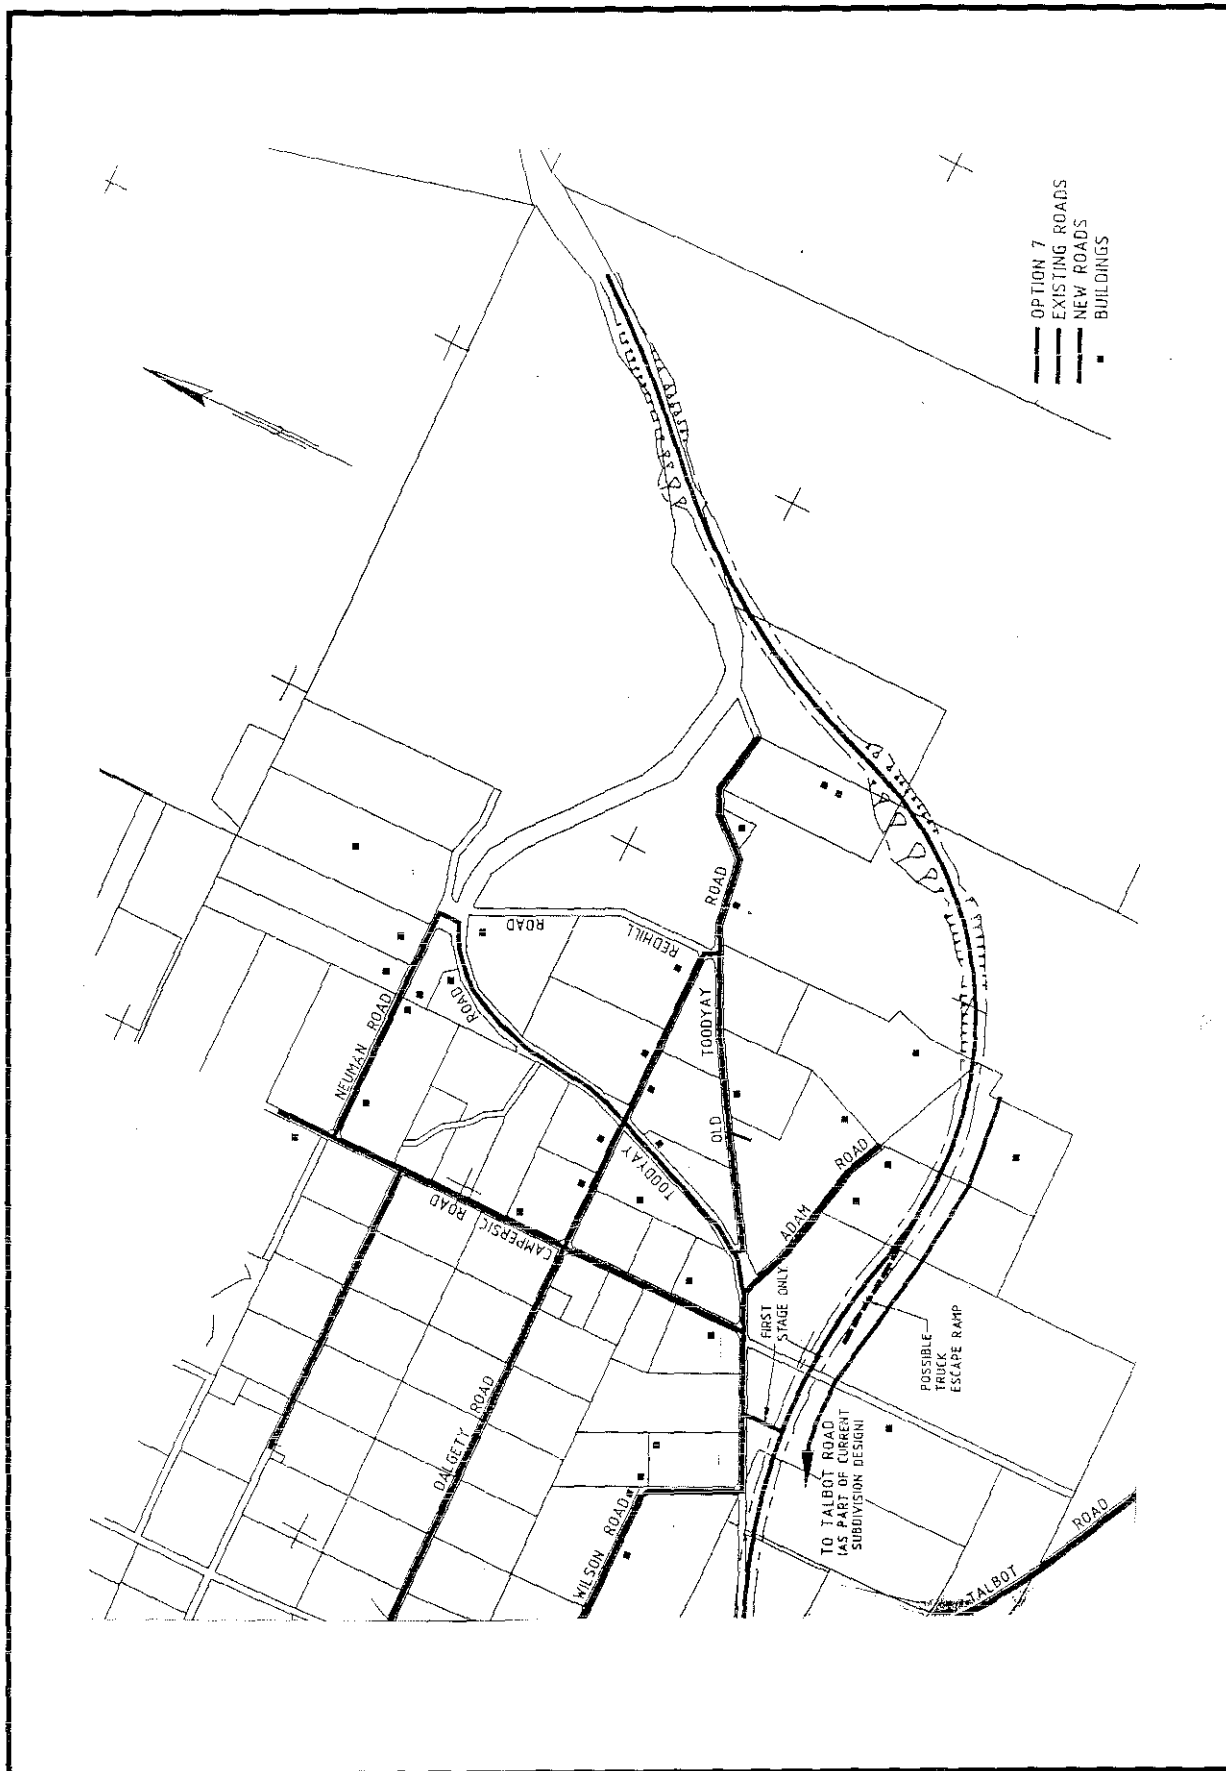 OPTION 7
EXISTING ROADS
NEW ROADS
BUILDINGS
NEUMAN ROAD
ROAD
ROAD
REDHILL
ROAD
TOODYAY
OLD
TOODYAY
ROAD
CAMPERSIC
ADAM ROAD
FIRST
STAGE ONLY
DALGETY ROAD
WILSON ROAD
POSSIBLE
TRUCK
ESCAPE RAMP
TO TALBOT ROAD
(AS PART OF CURRENT
SUBDIVISION DESIGN)
TALBOT ROAD